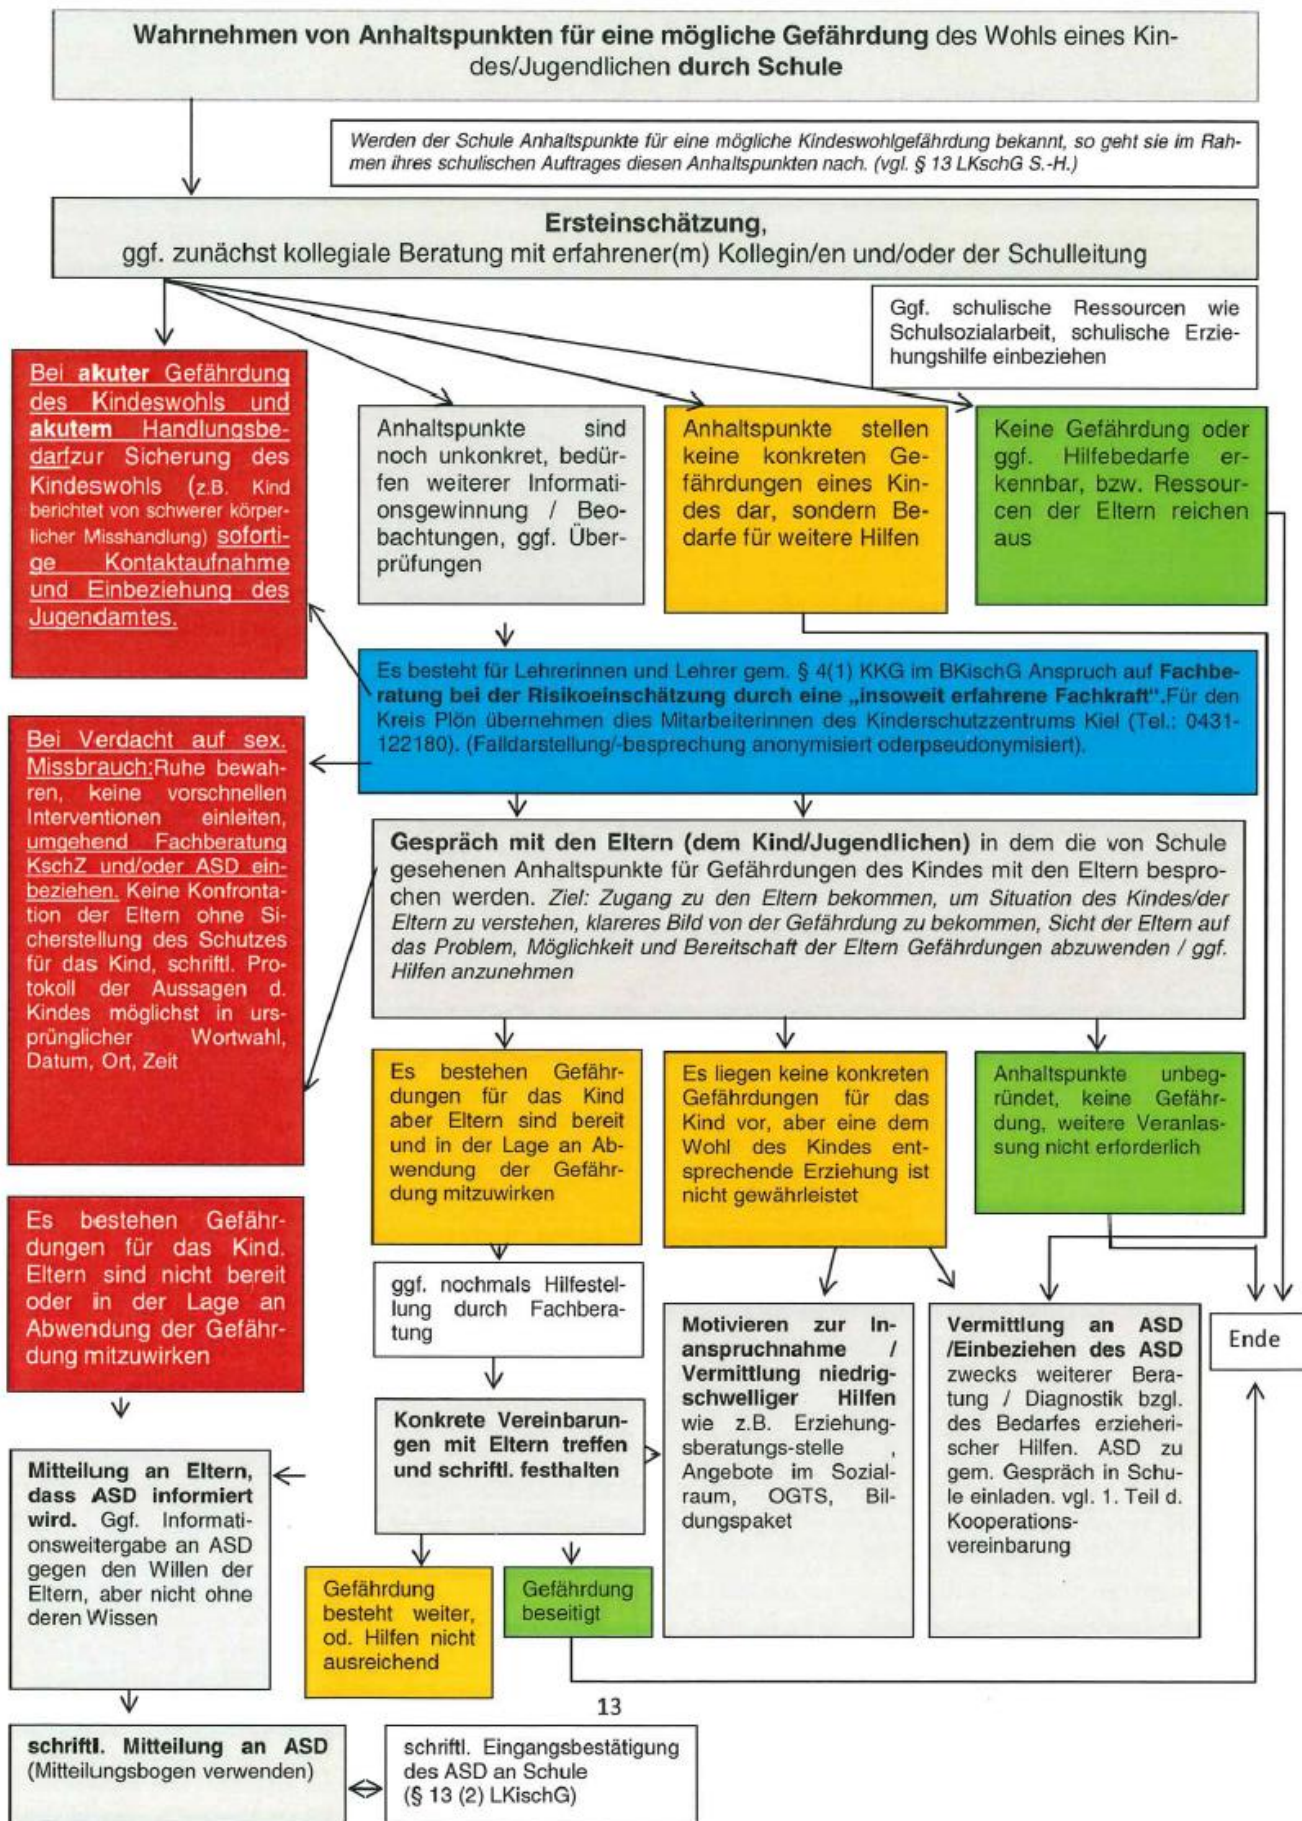 Wahrnehmen von Anhaltspunkten für eine mögliche Gefährdung des Wohls eines Kin-
des/Jugendlichen durch Schule
Werden der Schule Anhaltspunkte für eine mögliche Kindeswohlgefährdung bekannt, so geht sie im Rah-
men ihres schulischen Auftrages diesen Anhaltspunkten nach. (vgl. § 13 LKschG S.-H.)
Ersteinschätzung,
ggf. zunächst kollegiale Beratung mit erfahrener(m) Kollegin/en und/oder der Schulleitung
Ggf. schulische Ressourcen wie
Schulsozialarbeit, schulische Erzie-
hungshilfe einbeziehen
Bei akuter Gefährdung
des Kindeswohls und
akutem Handlungsbe-
darfzur Sicherung des
Kindeswohls (z.B. Kind
berichtet von schwerer körper-
licher Misshandlung) soforti-
ge Kontaktaufnahme
und Einbeziehung des
Jugendamtes.
Anhaltspunkte sind
noch unkonkret, bedür-
fen weiterer Informati-
onsgewinnung / Beo-
bachtungen, ggf. Über-
prüfungen
Anhaltspunkte stellen
keine konkreten Ge-
fährdungen eines Kin-
des dar, sondern Be-
darfe für weitere Hilfen
Keine Gefährdung oder
ggf. Hilfebedarfe er-
kennbar, bzw. Ressour-
cen der Eltern reichen
aus
Es besteht für Lehrerinnen und Lehrer gem. § 4(1) KKG im BKischG Anspruch auf Fachbe-
ratung bei der Risikoeinschätzung durch eine „insoweit erfahrene Fachkraft“.Für den
Kreis Plön übernehmen dies Mitarbeiterinnen des Kinderschutzzentrums Kiel (Tel.: 0431-
122180). (Falldarstellung/-besprechung anonymisiert oderpseudonymisiert).
Bei Verdacht auf sex.
Missbrauch:Ruhe bewah-
ren, keine vorschnellen
Interventionen einleiten,
umgehend Fachberatung
KschZ und/oder ASD ein-
beziehen. Keine Konfronta-
tion der Eltern ohne Si-
cherstellung des Schutzes
für das Kind, schriftl. Pro-
tokoll der Aussagen d.
Kindes möglichst in urs-
prünglicher Wortwahl,
Datum, Ort, Zeit
Gespräch mit den Eltern (dem Kind/Jugendlichen) in dem die von Schule
gesehenen Anhaltspunkte für Gefährdungen des Kindes mit den Eltern bespro-
chen werden. Ziel: Zugang zu den Eltern bekommen, um Situation des Kindes/der
Eltern zu verstehen, klareres Bild von der Gefährdung zu bekommen, Sicht der Eltern auf
das Problem, Möglichkeit und Bereitschaft der Eltern Gefährdungen abzuwenden / ggf.
Hilfen anzunehmen
Es bestehen Gefähr-
dungen für das Kind
aber Eltern sind bereit
und in der Lage an Ab-
wendung der Gefähr-
dung mitzuwirken
Es liegen keine konkreten
Gefährdungen für das
Kind vor, aber eine dem
Wohl des Kindes ent-
sprechende Erziehung ist
nicht gewährleistet
Anhaltspunkte unbeg-
ründet, keine Gefähr-
dung, weitere Veranlas-
sung nicht erforderlich
Es bestehen Gefähr-
dungen für das Kind.
Eltern sind nicht bereit
oder in der Lage an
Abwendung der Gefähr-
dung mitzuwirken
ggf. nochmals Hilfestel-
lung durch Fachbera-
tung
Motivieren zur In-
anspruchnahme /
Vermittlung niedrig-
schwelliger Hilfen
wie z.B. Erziehung-
sberatungs-stelle ,
Angebote im Sozial-
raum, OGTS, Bil-
dungspaket
Vermittlung an ASD
/Einbeziehen des ASD
zwecks weiterer Bera-
tung / Diagnostik bzgl.
des Bedarfes erzieheri-
scher Hilfen. ASD zu
gem. Gespräch in Schu-
le einladen. vgl. 1. Teil d.
Kooperations-
vereinbarung
Ende
Konkrete Vereinbarun-
gen mit Eltern treffen
und schriftl. festhalten
Mitteilung an Eltern,
dass ASD informiert
wird. Ggf. Informati-
onsweitergabe an ASD
gegen den Willen der
Eltern, aber nicht ohne
deren Wissen
Gefährdung
besteht weiter,
od. Hilfen nicht
ausreichend
Gefährdung
beseitigt
13
schriftl. Mitteilung an ASD
(Mitteilungsbogen verwenden)
schriftl. Eingangsbestätigung
des ASD an Schule
(§ 13 (2) LKischG)